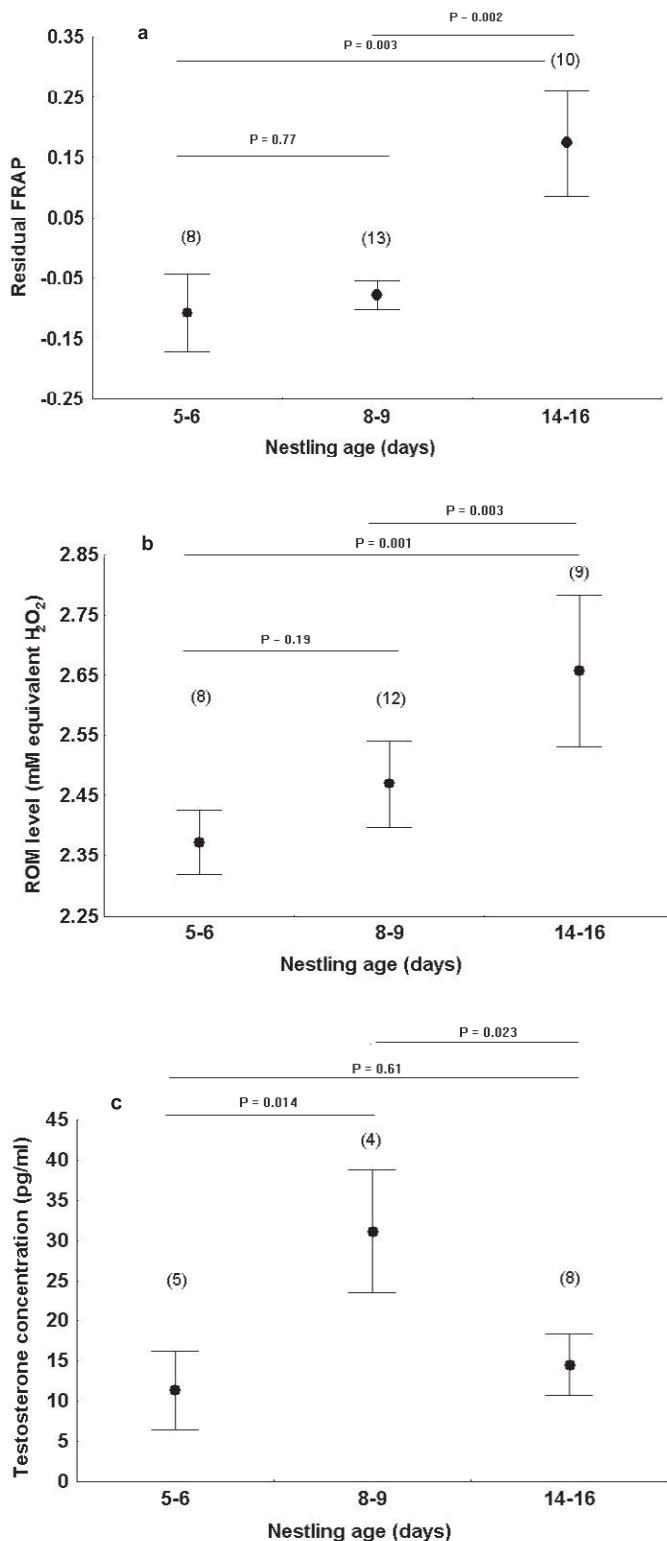 a
P – 0.002
P = 0.003
(10)
P = 0.77
(8)
(13)
0.35
0.25
0.15
0.05
-0.05
-0.15
-0.25
Residual FRAP
5-6 8-9 14-16
Nestling age (days)
b
P = 0.003
P = 0.001
(9)
P – 0.19
(8)
(12)
2.85
2.75
2.65
2.55
2.45
2.35
2.25
ROM level (mM equivalent H₂O₂)
5-6 8-9 14-16
Nestling age (days)
P = 0.023
P = 0.61
c
P = 0.014
(4)
(5)
(8)
45
40
35
30
25
20
15
10
5
0
Testosterone concentration (pg/ml)
5-6 8-9 14-16
Nestling age (days)